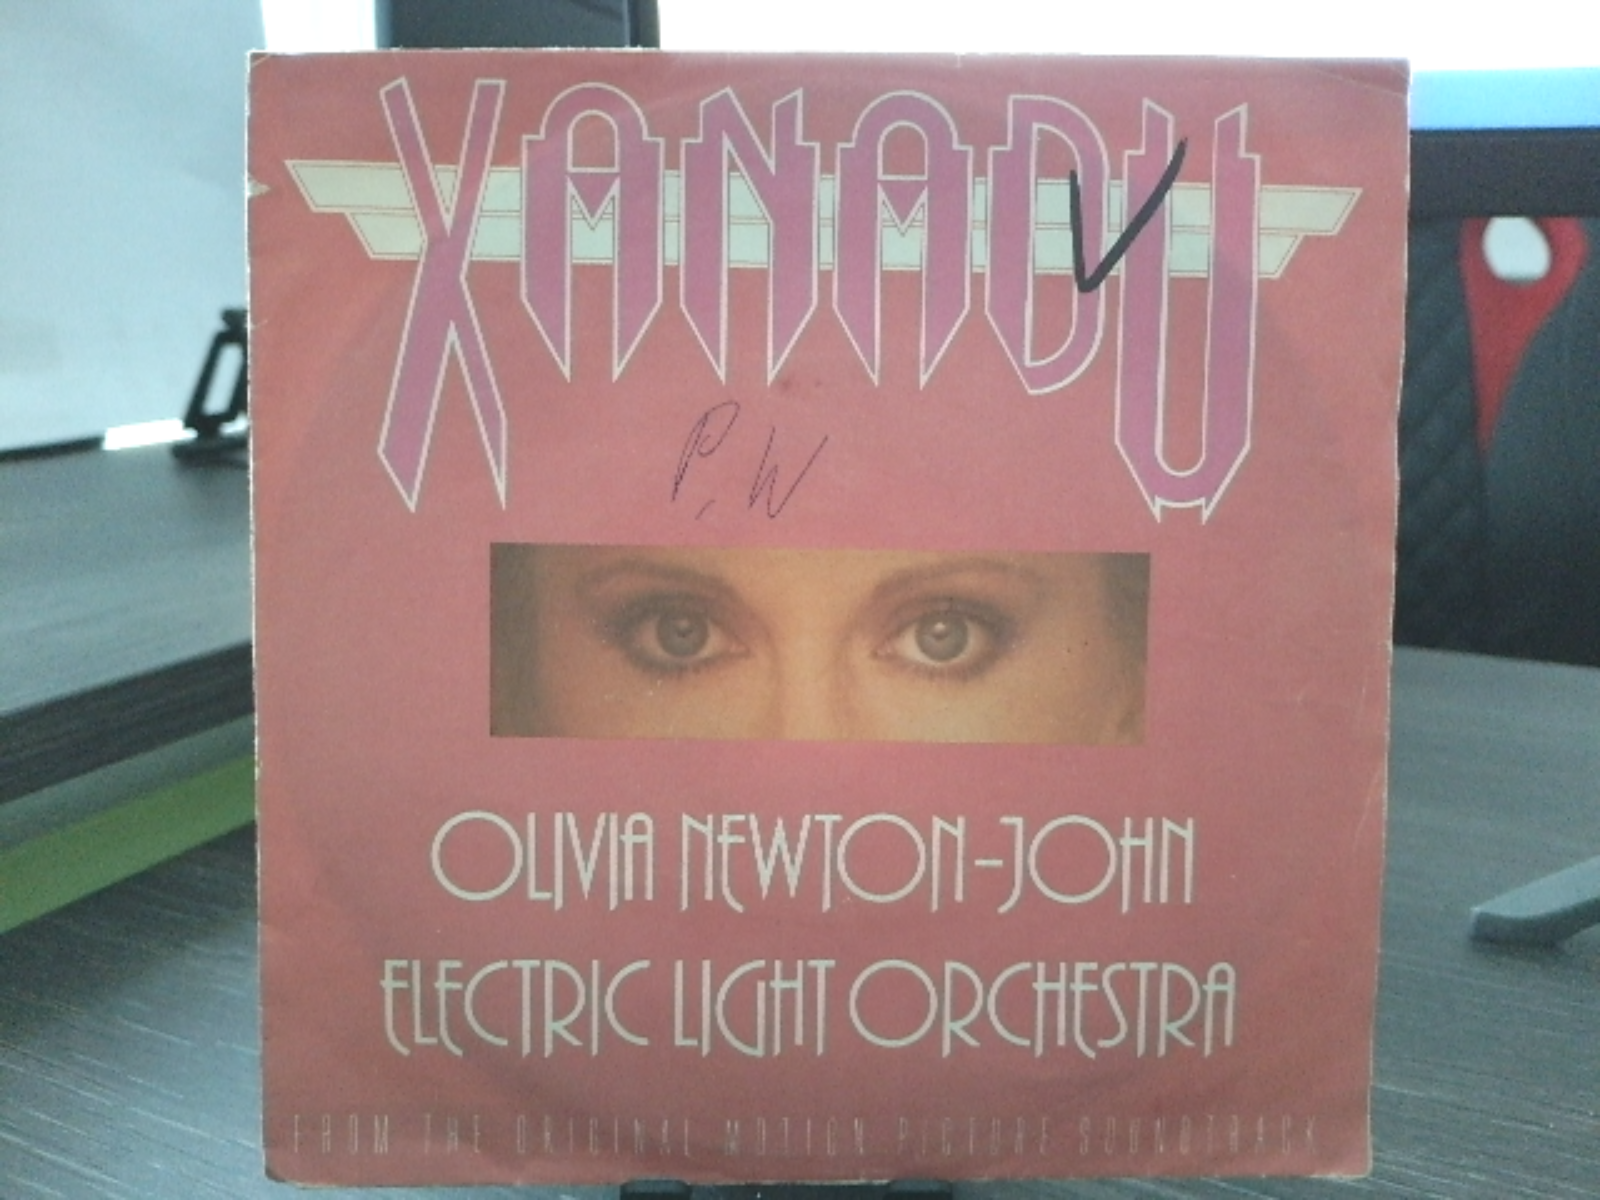 XANADU
V
P. W
OLIVIA NEWTON-JOHN
ELECTRIC LIGHT ORCHESTRA
FROM THE ORIGINAL MOTION PICTURE SOUNDTRACK